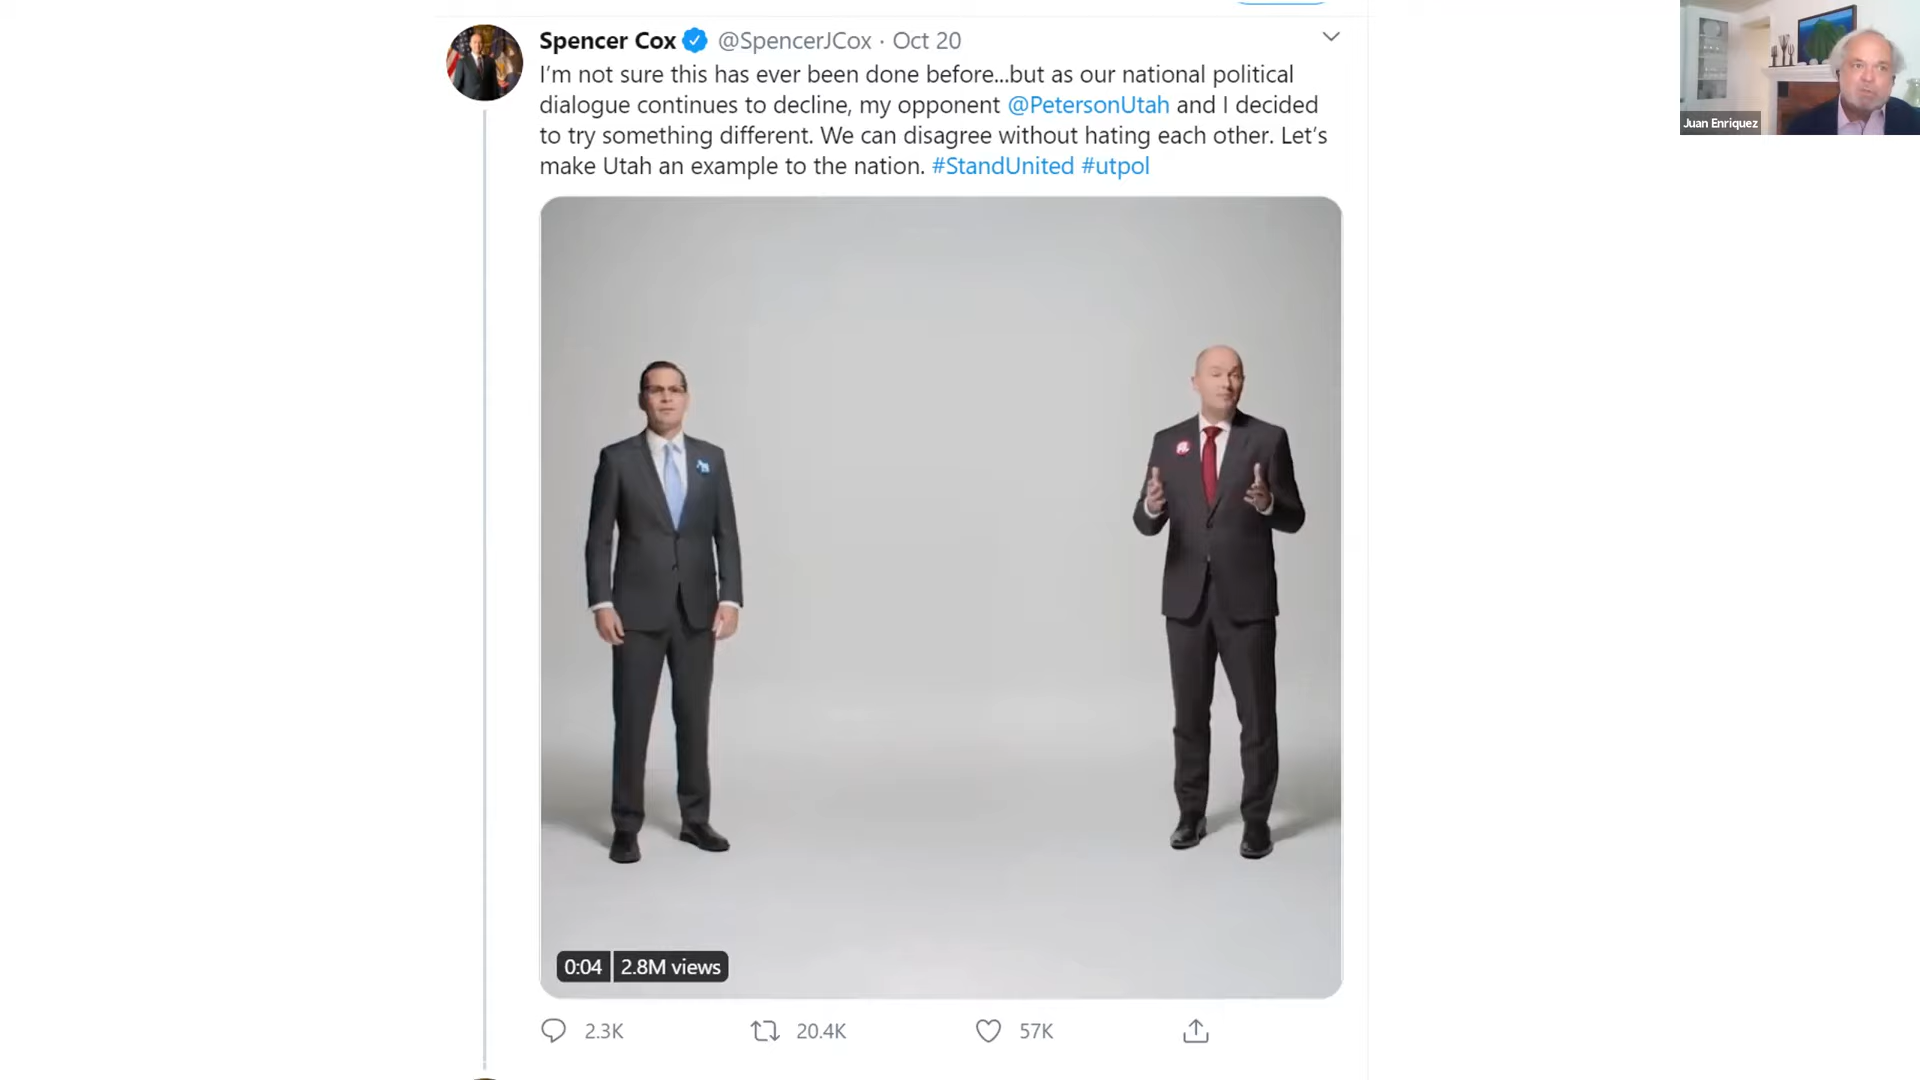 Spencer Cox @SpencerJCox · Oct 20
I'm not sure this has ever been done before...but as our national political
dialogue continues to decline, my opponent @PetersonUtah and I decided
to try something different. We can disagree without hating each other. Let's
make Utah an example to the nation. #StandUnited #utpol
0:04 2.8M views
2.3K 20.4K 57K
Juan Enriquez